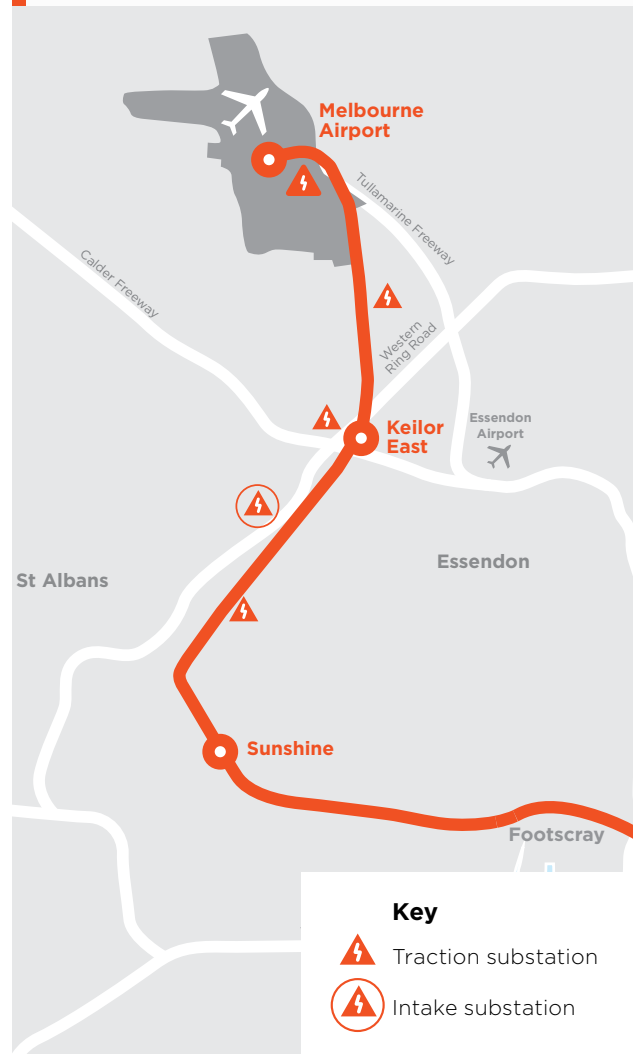 Melbourne
Airport
Tullamarine Freeway
Calder Freeway
Western
Ring Road
Keilor
East
Essendon
Airport
St Albans
Essendon
Sunshine
Footscray
Key
Traction substation
Intake substation